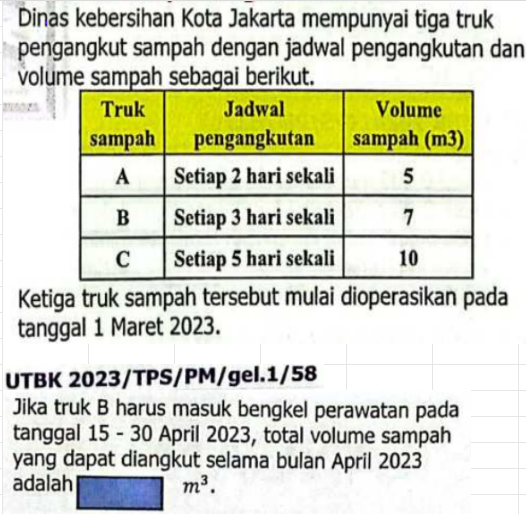 Dinas kebersihan Kota Jakarta mempunyai tiga truk
pengangkut sampah dengan jadwal pengangkutan dan
volume sampah sebagai berikut.
Truk sampah Jadwal pengangkutan Volume sampah (m3)
A Setiap 2 hari sekali 5
B Setiap 3 hari sekali 7
C Setiap 5 hari sekali 10
Ketiga truk sampah tersebut mulai dioperasikan pada
tanggal 1 Maret 2023.
UTBK 2023/TPS/PM/gel.1/58
Jika truk B harus masuk bengkel perawatan pada
tanggal 15 - 30 April 2023, total volume sampah
yang dapat diangkut selama bulan April 2023
adalah m³.